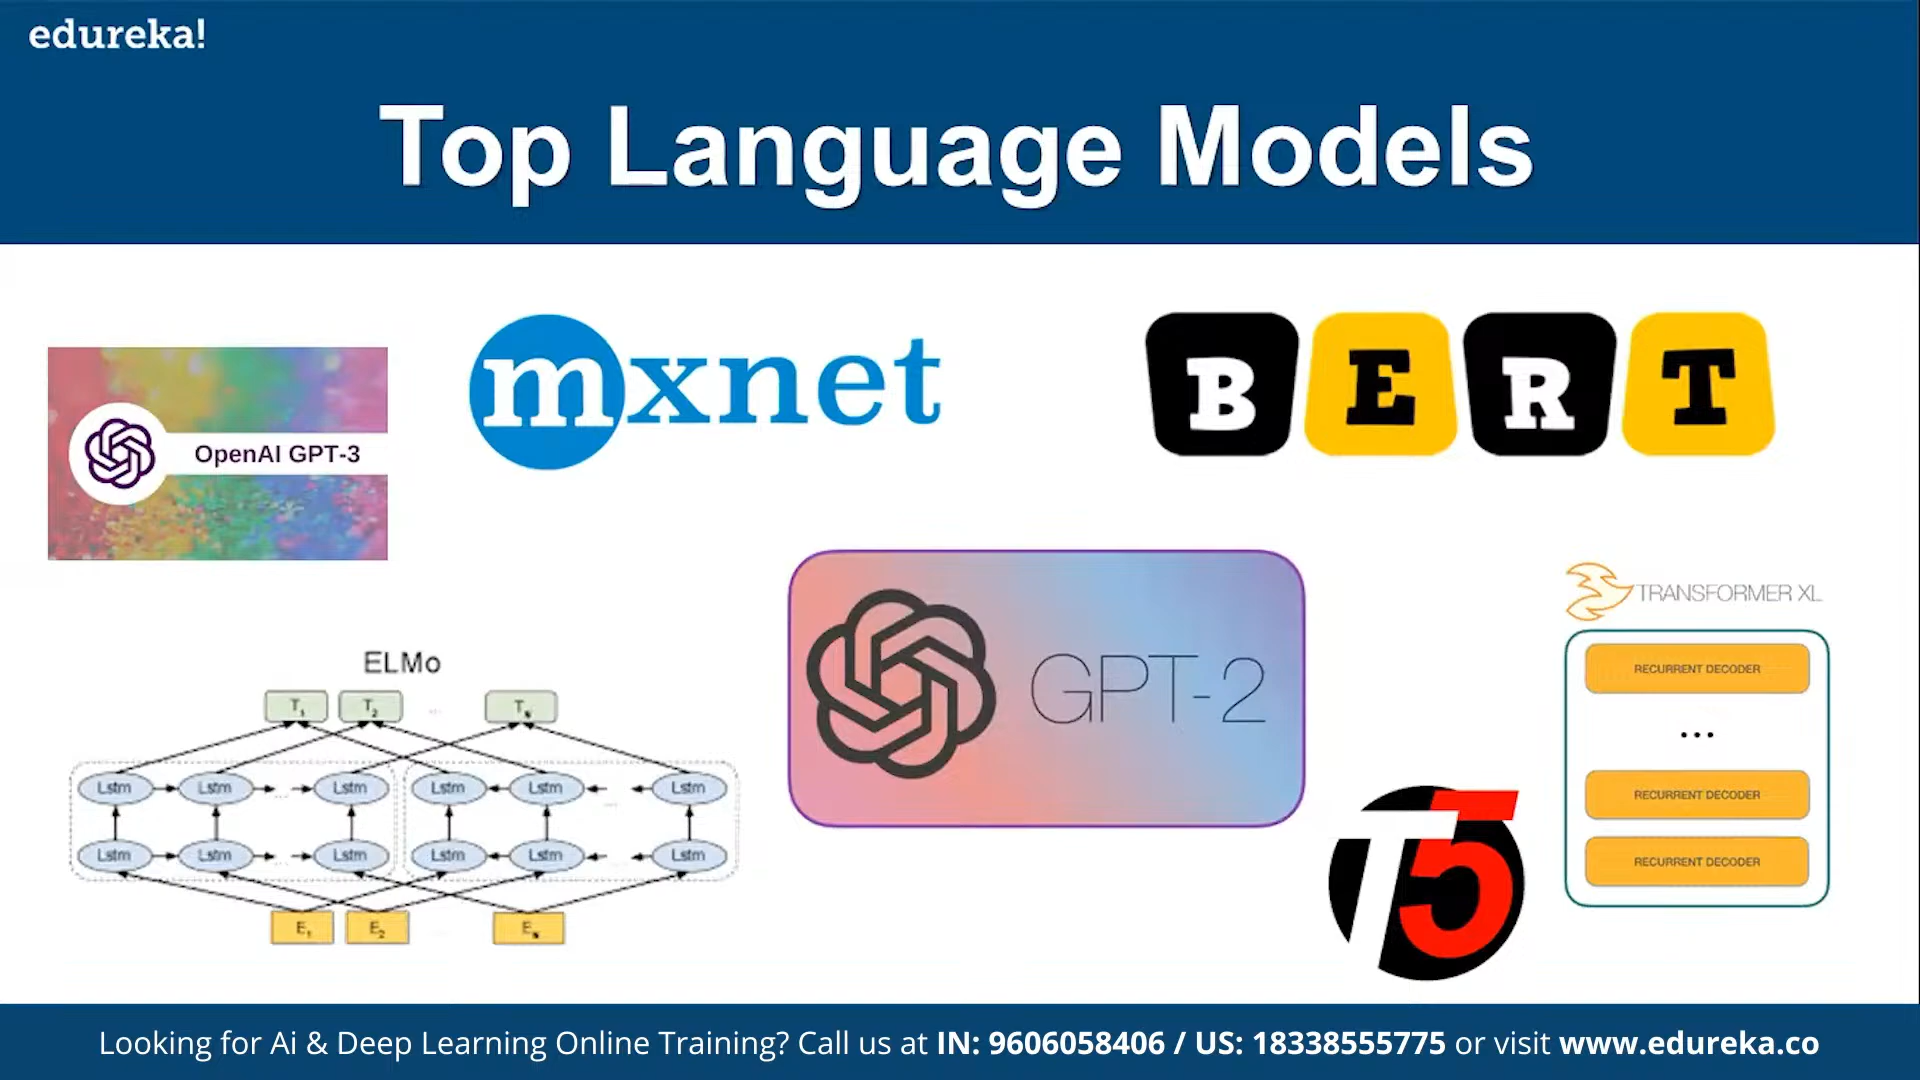 edureka!
Top Language Models
mxnet
B E R T
OpenAI GPT-3
TRANSFORMER XL
RECURRENT DECODER
...
RECURRENT DECODER
RECURRENT DECODER
GPT-2
T5
ELMo
T1 T2 ...
Lstm Lstm ... Lstm Lstm Lstm ... Lstm
Lstm Lstm ... Lstm Lstm Lstm ... Lstm
E1 E2
Looking for Ai & Deep Learning Online Training? Call us at IN: 9606058406 / US: 18338555775 or visit www.edureka.co